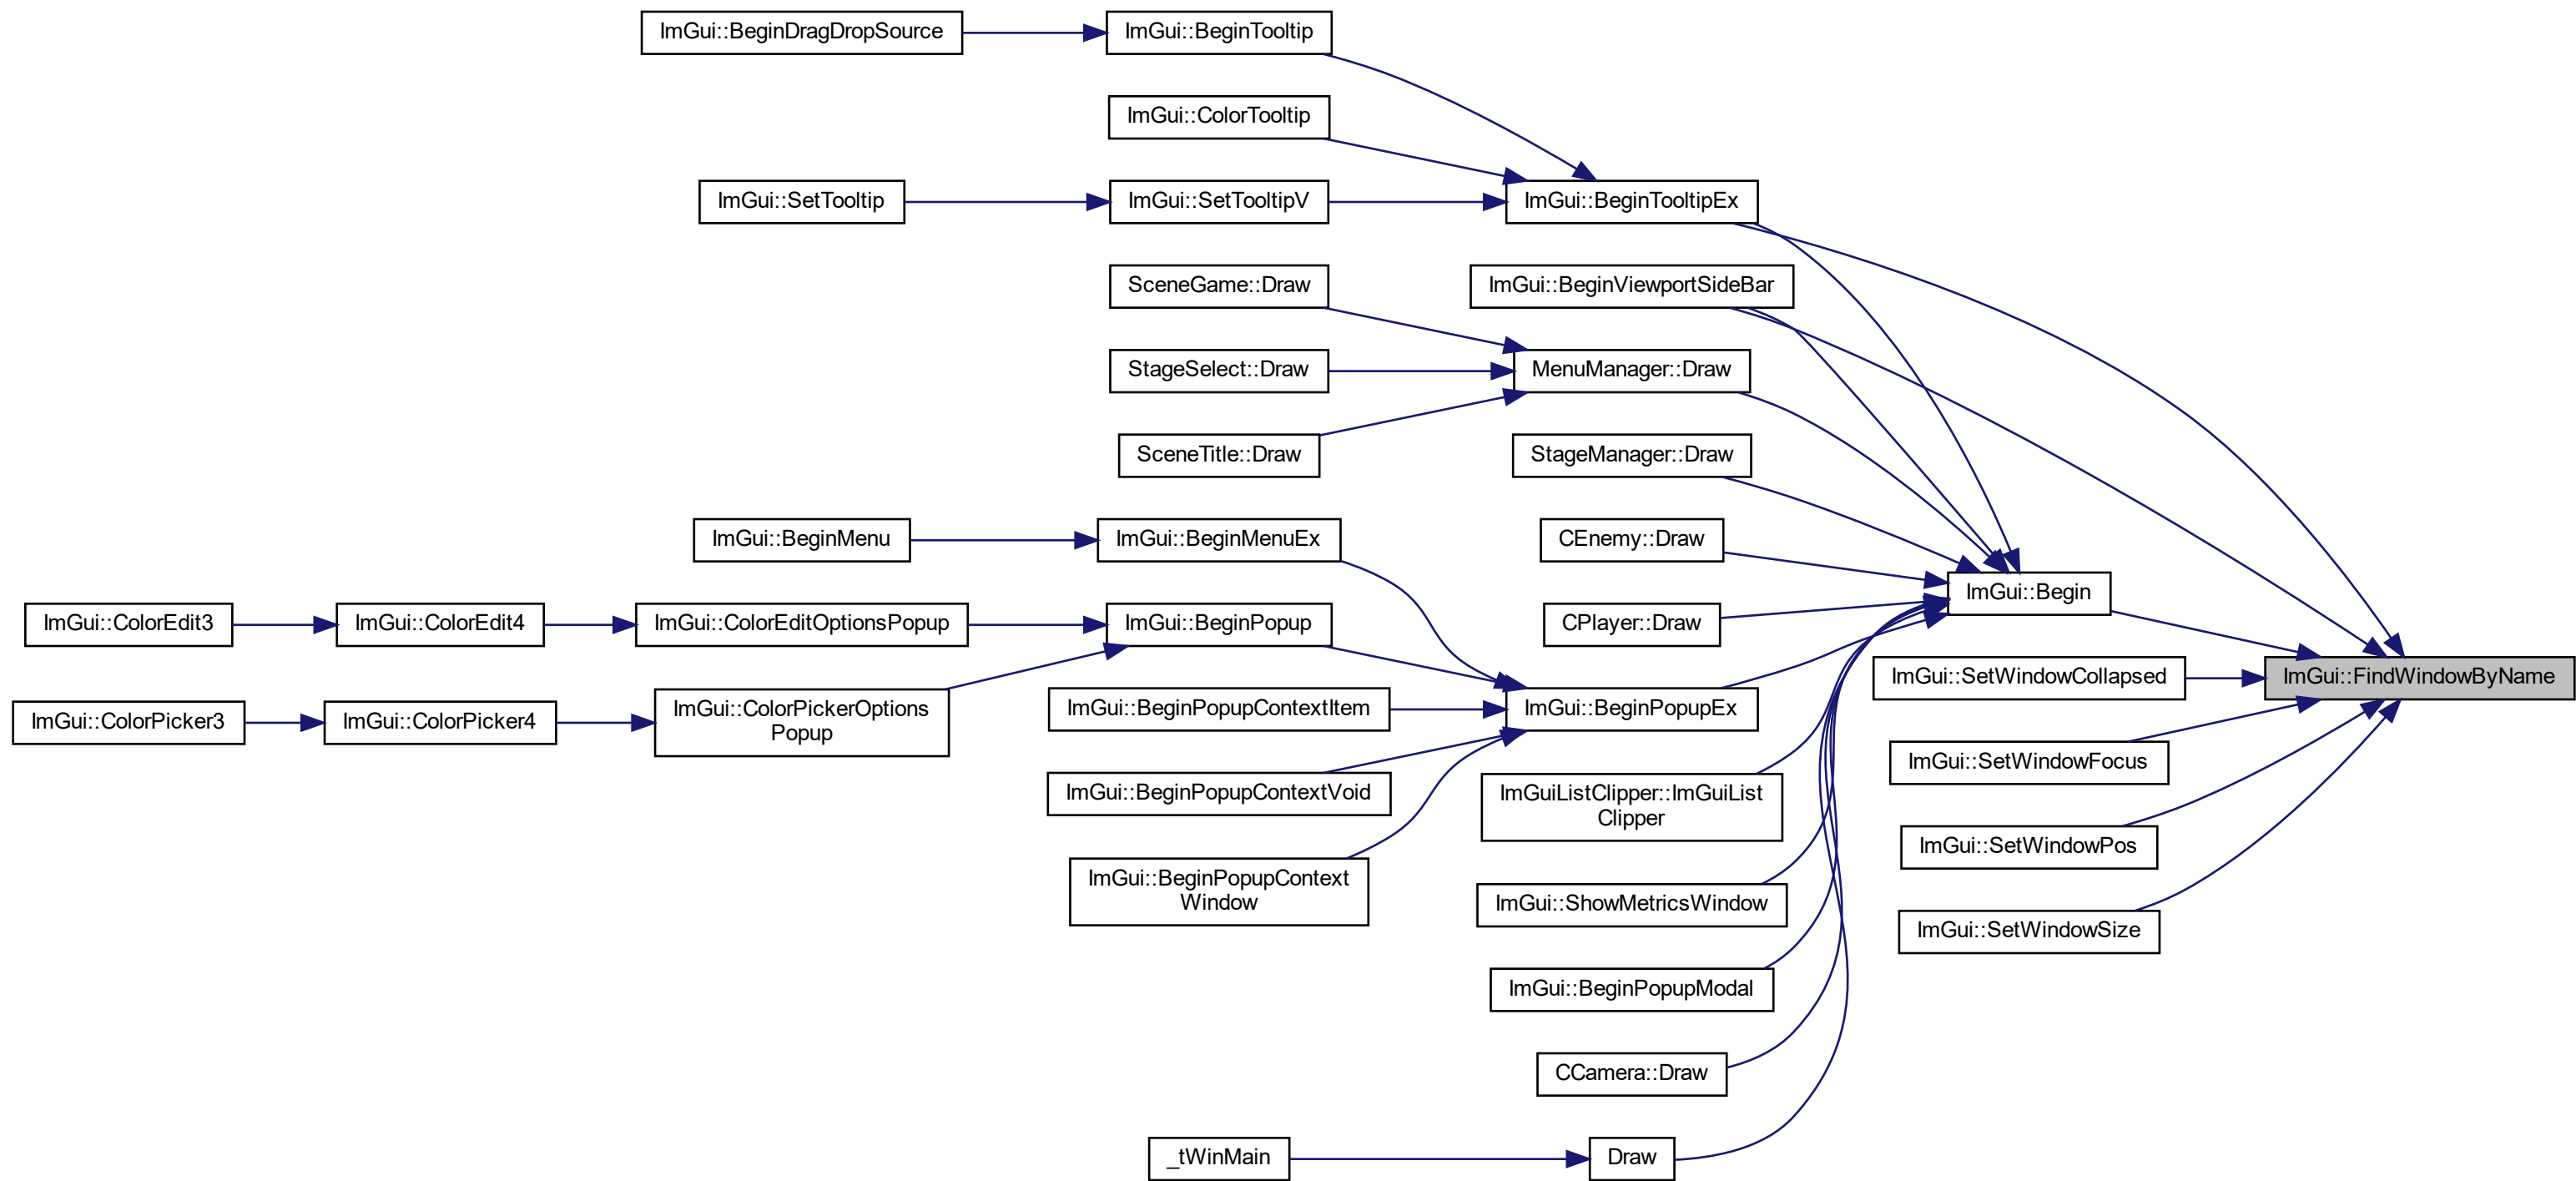 ImGui::BeginDragDropSource
ImGui::BeginTooltip
ImGui::ColorTooltip
ImGui::SetTooltip
ImGui::SetTooltipV
ImGui::BeginTooltipEx
SceneGame::Draw
ImGui::BeginViewportSideBar
StageSelect::Draw
MenuManager::Draw
SceneTitle::Draw
StageManager::Draw
ImGui::BeginMenu
ImGui::BeginMenuEx
CEnemy::Draw
ImGui::Begin
ImGui::ColorEdit3
ImGui::ColorEdit4
ImGui::ColorEditOptionsPopup
ImGui::BeginPopup
CPlayer::Draw
ImGui::SetWindowCollapsed
ImGui::FindWindowByName
ImGui::ColorPicker3
ImGui::ColorPicker4
ImGui::ColorPickerOptions
Popup
ImGui::BeginPopupContextItem
ImGui::BeginPopupEx
ImGui::SetWindowFocus
ImGui::BeginPopupContextVoid
ImGuiListClipper::ImGuiList
Clipper
ImGui::SetWindowPos
ImGui::BeginPopupContext
Window
ImGui::ShowMetricsWindow
ImGui::SetWindowSize
ImGui::BeginPopupModal
CCamera::Draw
_tWinMain
Draw